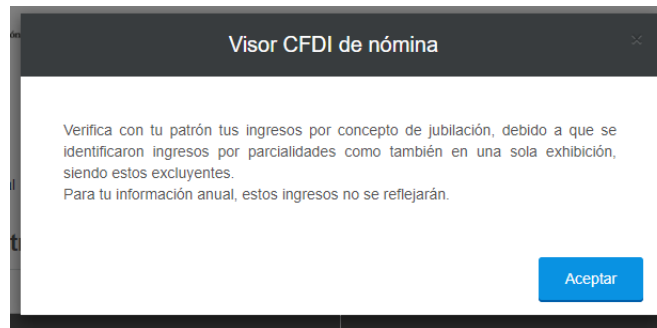 Visor CFDI de nómina
Verifica con tu patrón tus ingresos por concepto de jubilación, debido a que se
identificaron ingresos por parcialidades como también en una sola exhibición,
siendo estos excluyentes.
Para tu información anual, estos ingresos no se reflejarán.
Aceptar